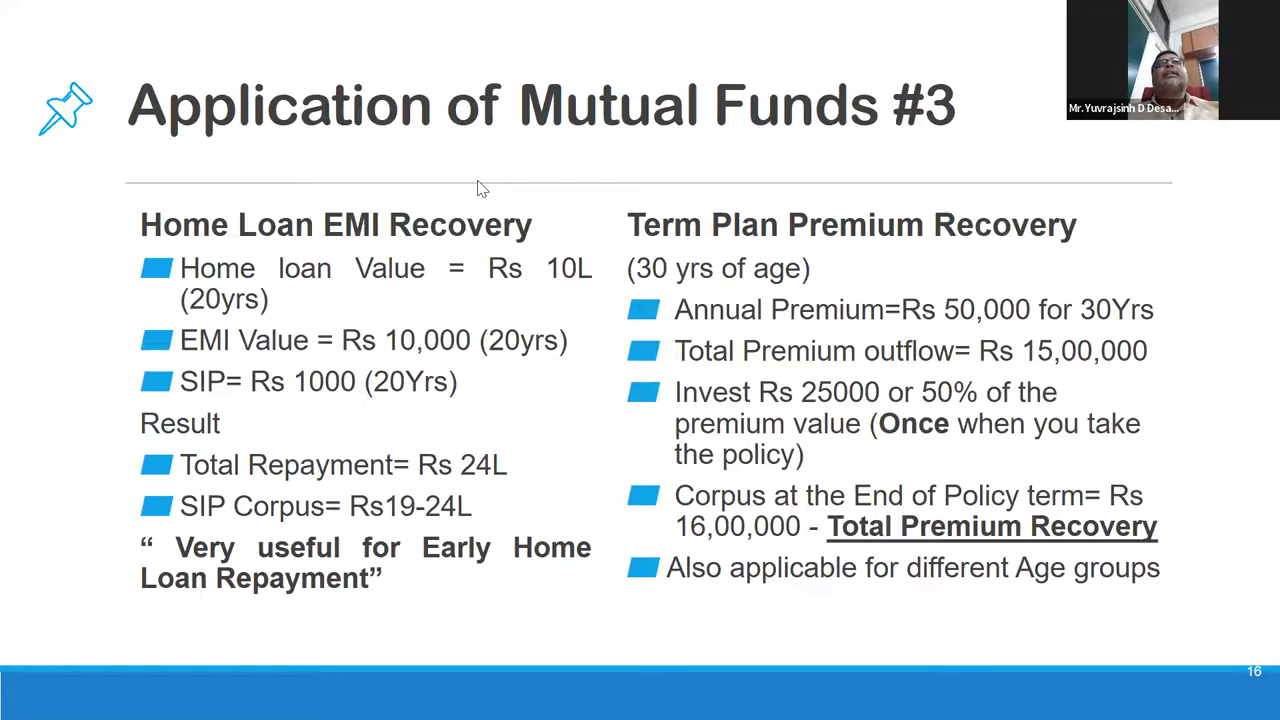 Application of Mutual Funds #3
Mr.Yuvrajsinh D Desa...
Home Loan EMI Recovery
Home loan Value = Rs 10L
(20yrs)
EMI Value = Rs 10,000 (20yrs)
SIP= Rs 1000 (20Yrs)
Result
Total Repayment= Rs 24L
SIP Corpus= Rs19-24L
“ Very useful for Early Home
Loan Repayment”
Term Plan Premium Recovery
(30 yrs of age)
Annual Premium=Rs 50,000 for 30Yrs
Total Premium outflow= Rs 15,00,000
Invest Rs 25000 or 50% of the
premium value (Once when you take
the policy)
Corpus at the End of Policy term= Rs
16,00,000 - Total Premium Recovery
Also applicable for different Age groups
16